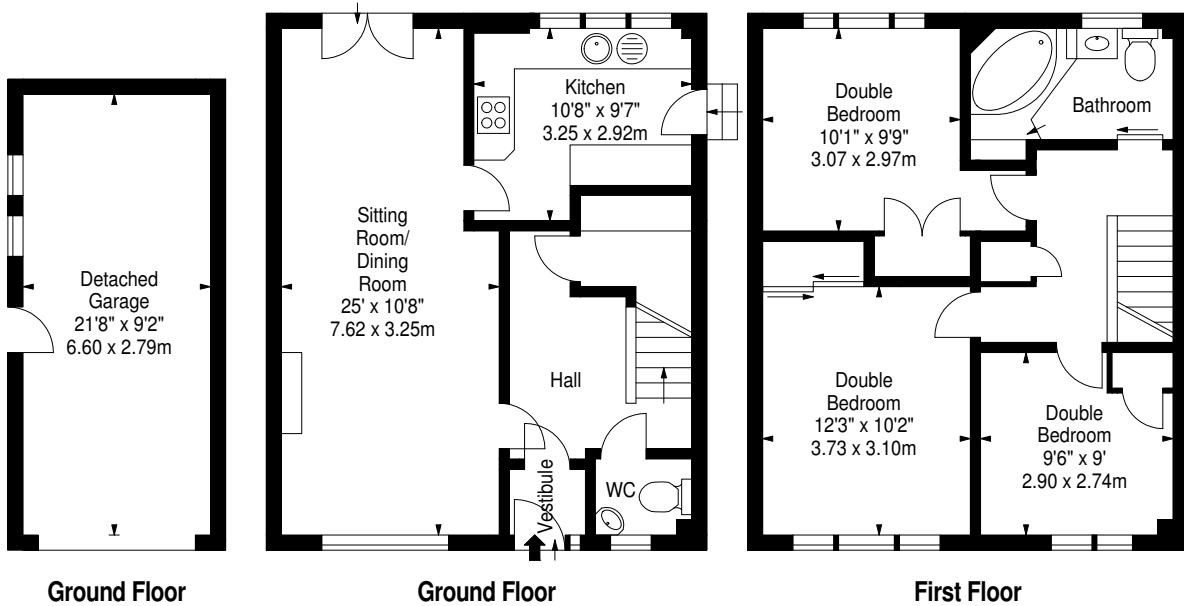 Detached
Garage
21'8" x 9'2"
6.60 x 2.79m
Ground Floor
Sitting
Room/
Dining
Room
25' x 10'8"
7.62 x 3.25m
Kitchen
10'8" x 9'7"
3.25 x 2.92m
Hall
Vestibule
WC
Ground Floor
Double
Bedroom
10'1" x 9'9"
3.07 x 2.97m
Bathroom
Double
Bedroom
12'3" x 10'2"
3.73 x 3.10m
Double
Bedroom
9'6" x 9'
2.90 x 2.74m
First Floor